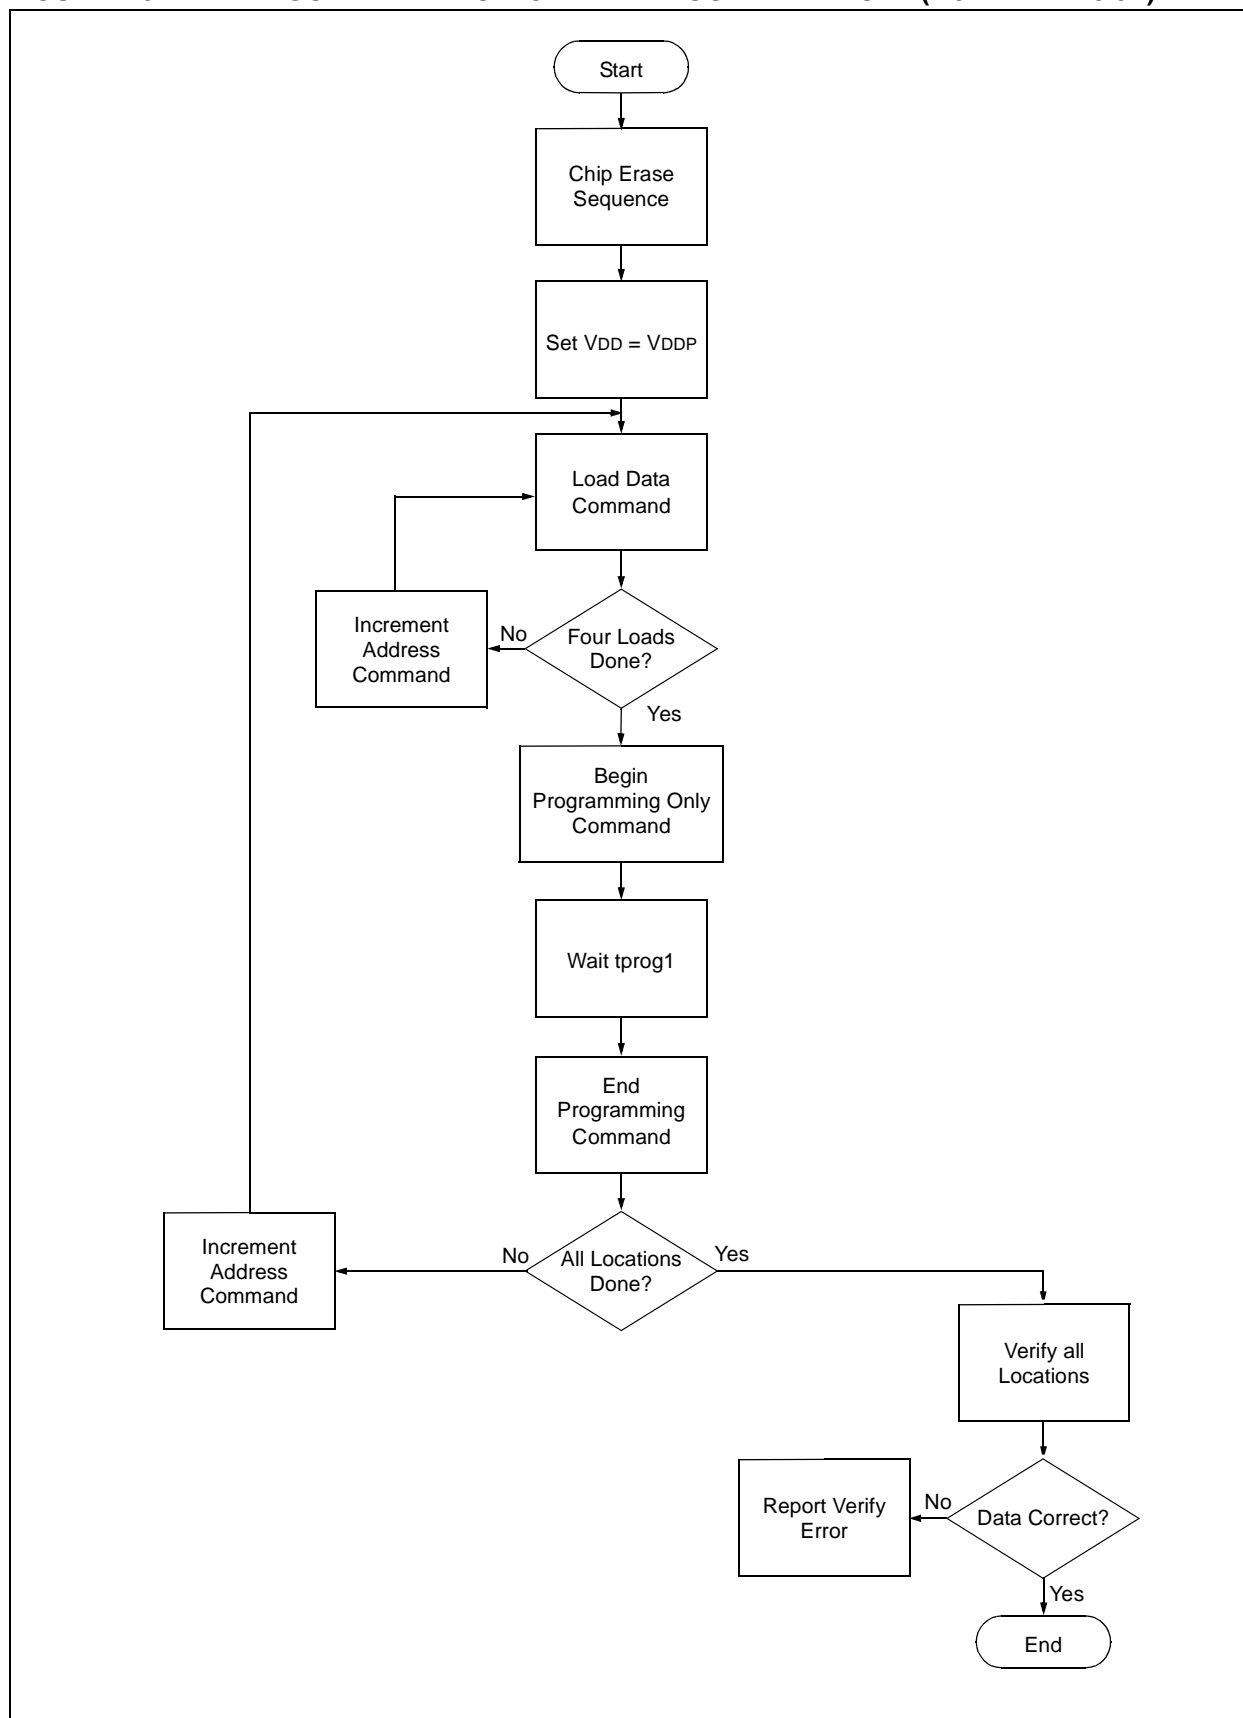 Start
Chip Erase
Sequence
Set VDD = VDDP
Load Data
Command
Increment
Address
Command
No
Four Loads
Done?
Yes
Begin
Programming Only
Command
Wait tprog1
End
Programming
Command
Increment
Address
Command
No
All Locations
Done?
Yes
Verify all
Locations
Report Verify
Error
No
Data Correct?
Yes
End